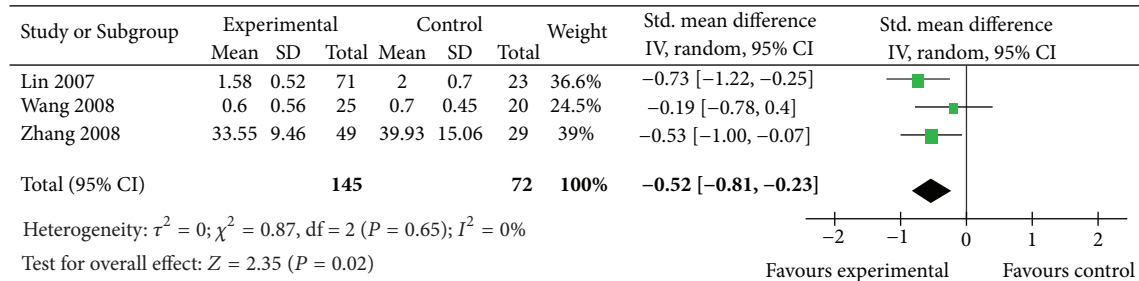 Study or Subgroup Experimental Control Weight Std. mean difference Std. mean difference
Mean SD Total Mean SD Total IV, random, 95% CI IV, random, 95% CI
Lin 2007 1.58 0.52 71 2 0.7 23 36.6% −0.73 [−1.22, −0.25]
Wang 2008 0.6 0.56 25 0.7 0.45 20 24.5% −0.19 [−0.78, 0.4]
Zhang 2008 33.55 9.46 49 39.93 15.06 29 39% −0.53 [−1.00, −0.07]
Total (95% CI) 145 72 100% −0.52 [−0.81, −0.23]
Heterogeneity: τ² = 0; χ² = 0.87, df = 2 (P = 0.65); I² = 0%
Test for overall effect: Z = 2.35 (P = 0.02)
−2 −1 0 1 2
Favours experimental Favours control